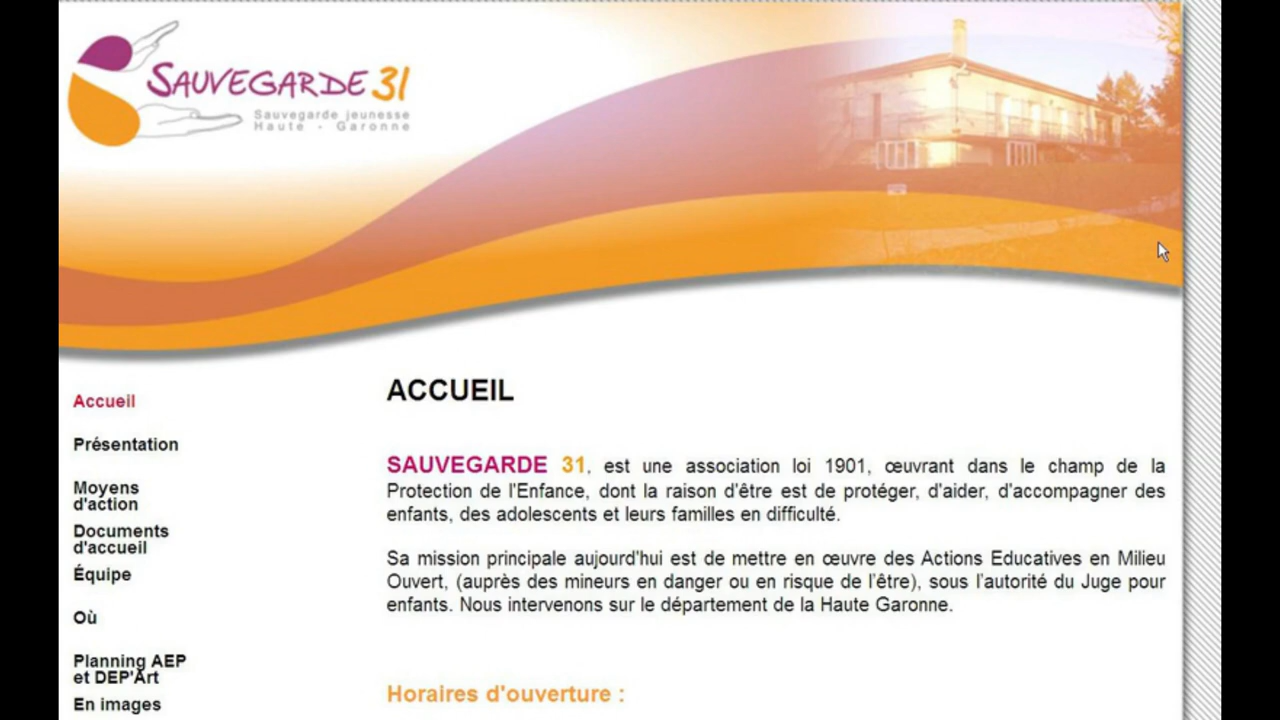 SAUVEGARDE 31
Sauvegarde jeunesse
Haute - Garonne
Accueil
Présentation
Moyens
d'action
Documents
d'accueil
Équipe
Où
Planning AEP
et DEP'Art
En images
ACCUEIL
SAUVEGARDE 31, est une association loi 1901, œuvrant dans le champ de la
Protection de l'Enfance, dont la raison d'être est de protéger, d'aider, d'accompagner des
enfants, des adolescents et leurs familles en difficulté.
Sa mission principale aujourd'hui est de mettre en œuvre des Actions Educatives en Milieu
Ouvert, (auprès des mineurs en danger ou en risque de l'être), sous l'autorité du Juge pour
enfants. Nous intervenons sur le département de la Haute Garonne.
Horaires d'ouverture :